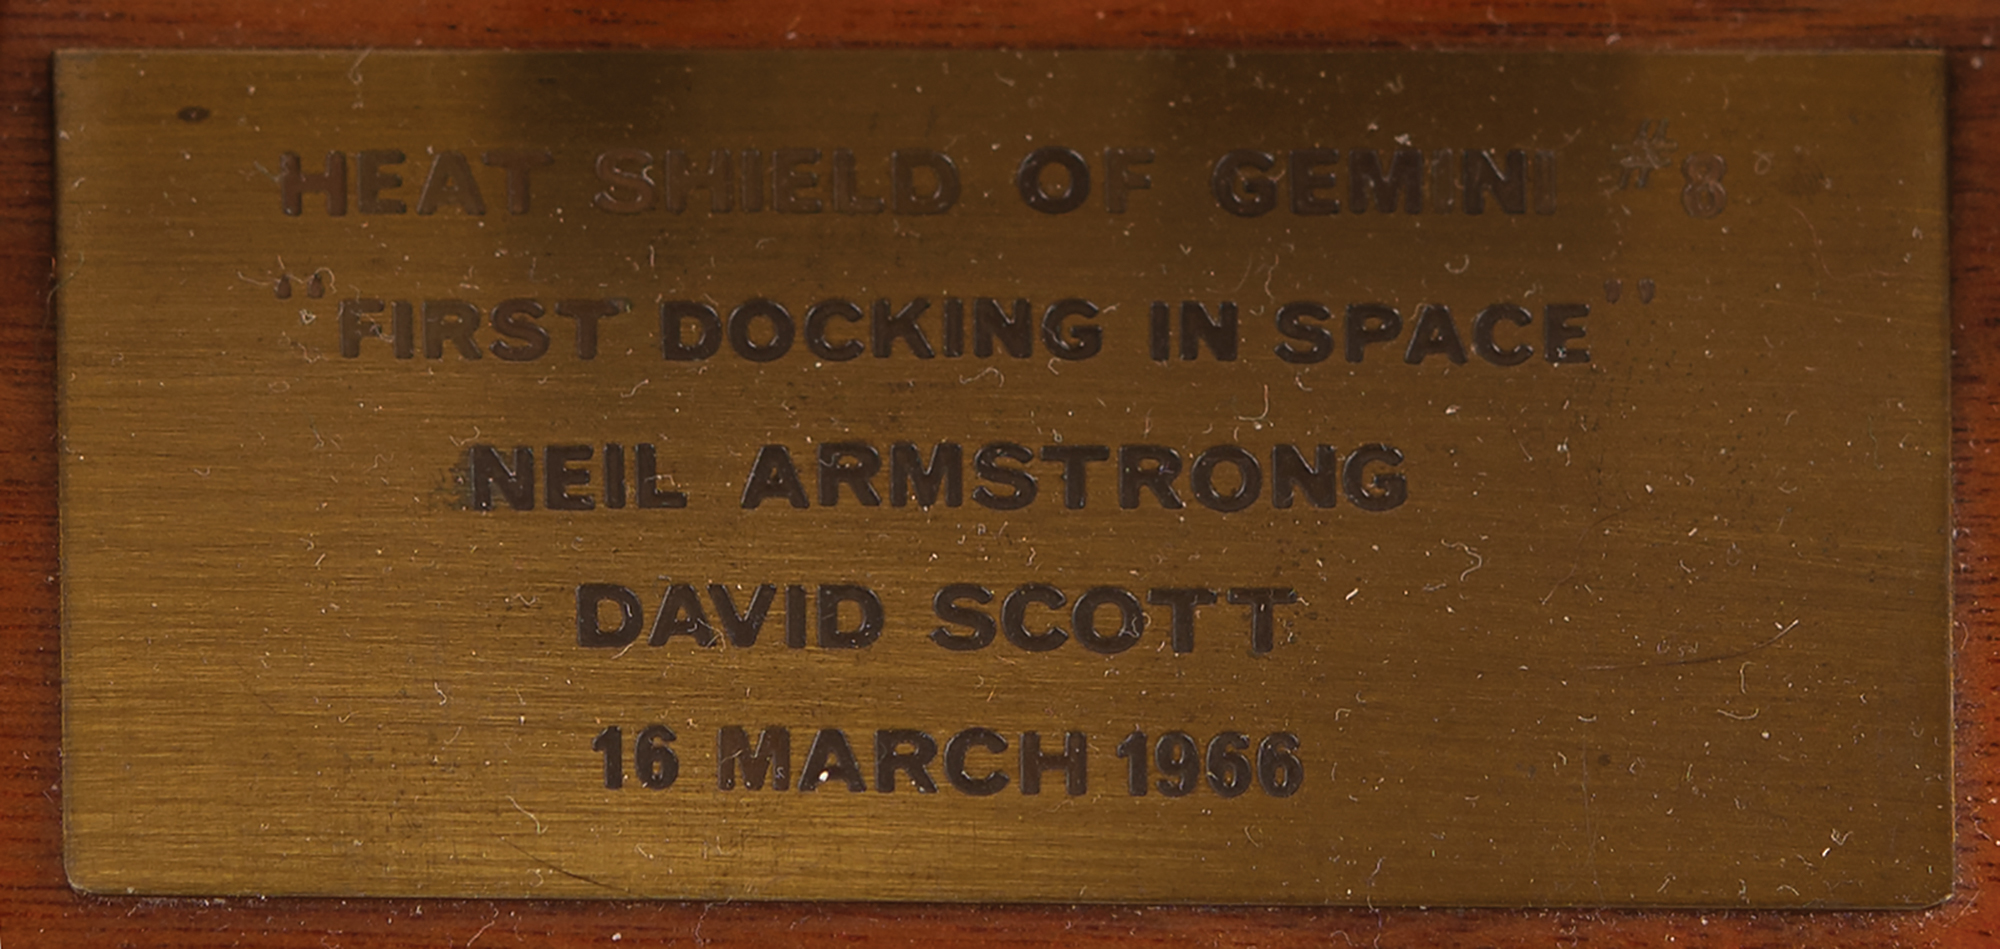 HEAT SHIELD OF GEMINI #8
"FIRST DOCKING IN SPACE"
NEIL ARMSTRONG
DAVID SCOTT
16 MARCH 1966